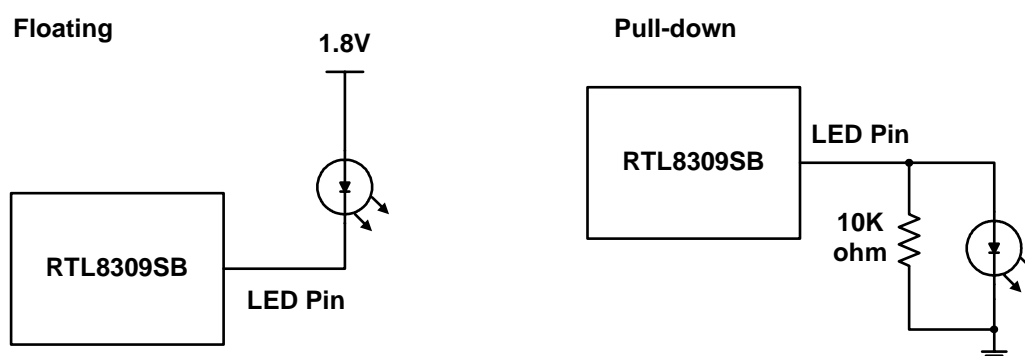 Floating
1.8V
RTL8309SB
LED Pin
Pull-down
LED Pin
RTL8309SB
10K
ohm